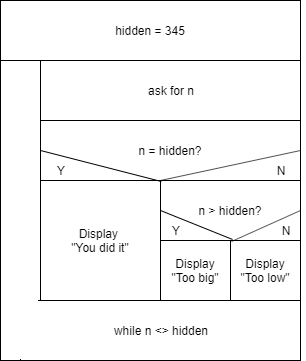 hidden = 345
ask for n
n = hidden?
Y
N
n > hidden?
Y
N
Display
"You did it"
Display
"Too big"
Display
"Too low"
while n <> hidden